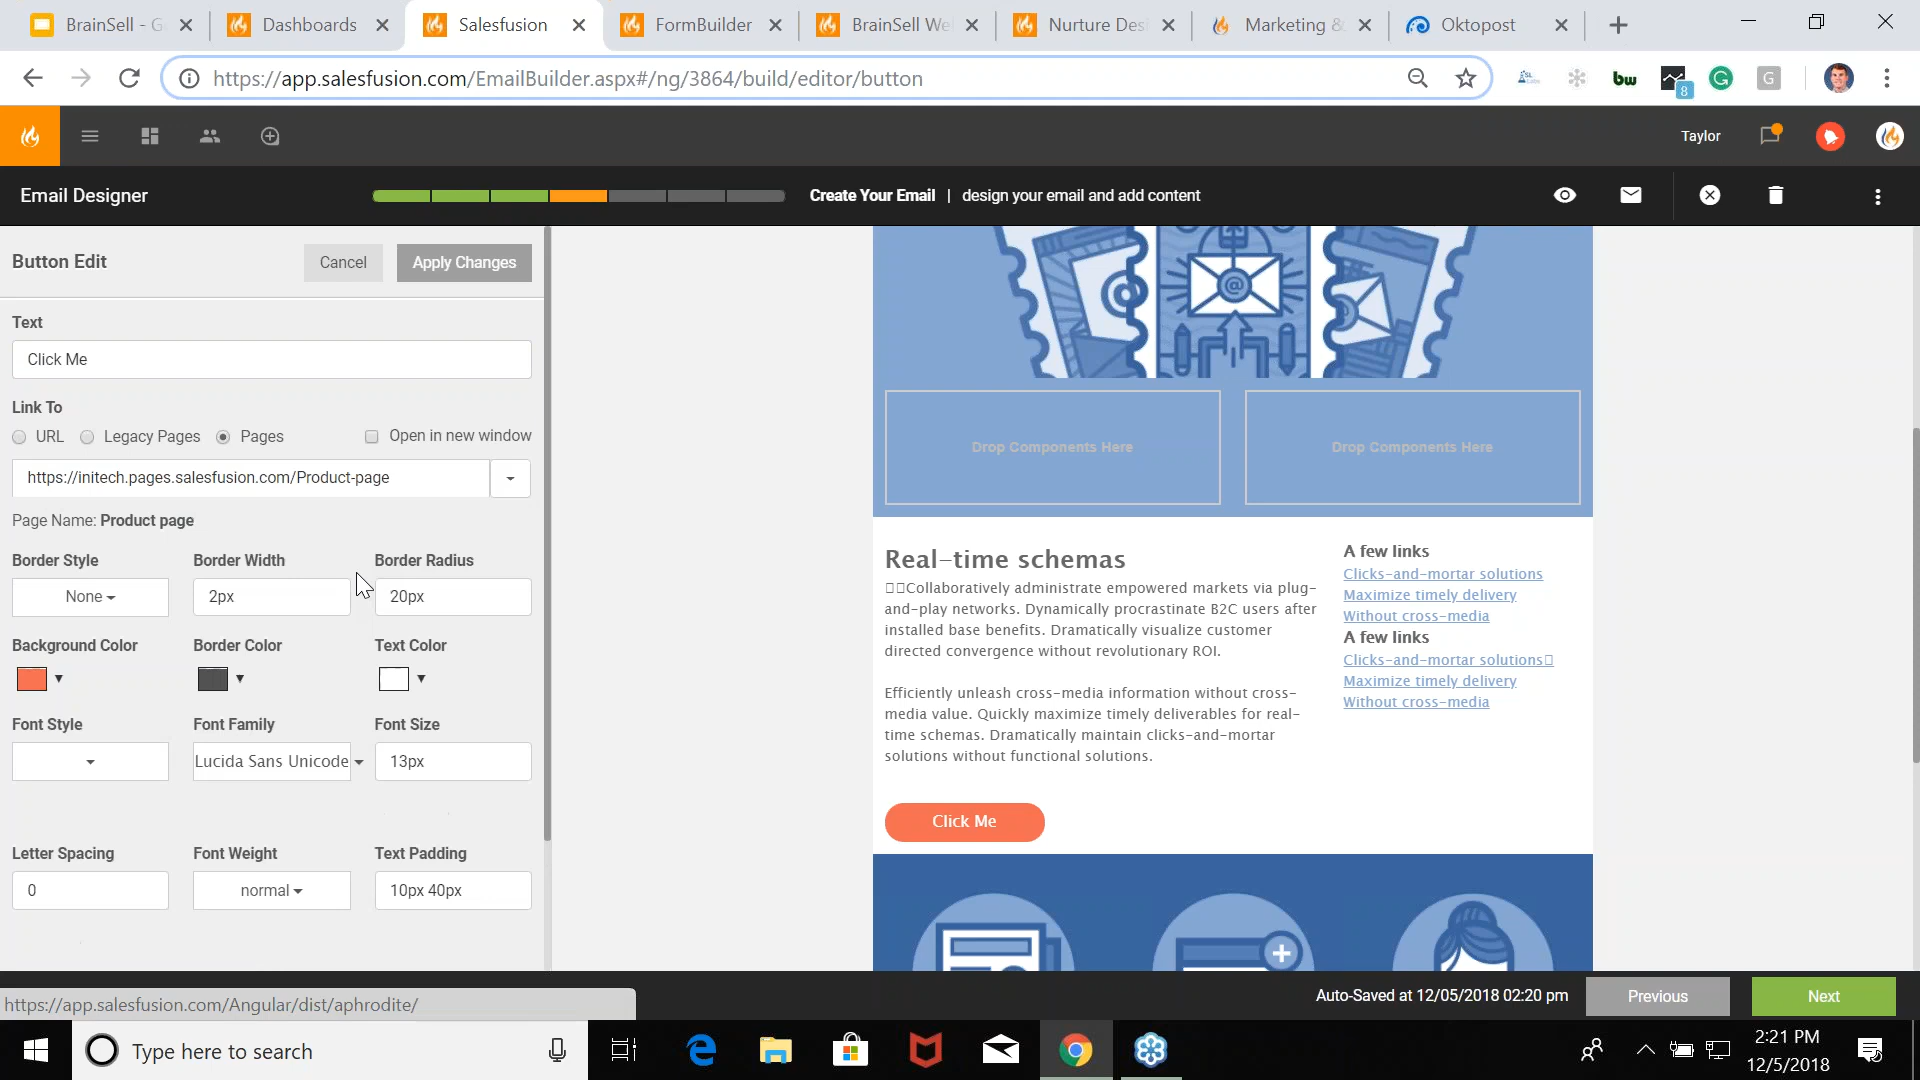 BrainSell - G
Dashboards
Salesfusion
FormBuilder
BrainSell We
Nurture Des
Marketing &
Oktopost
https://app.salesfusion.com/EmailBuilder.aspx#/ng/3864/build/editor/button
SL
bw
8
G
G
Taylor
Email Designer
Create Your Email | design your email and add content
Button Edit
Cancel
Apply Changes
Text
Click Me
Link To
URL
Legacy Pages
Pages
Open in new window
https://initech.pages.salesfusion.com/Product-page
Page Name: Product page
Border Style
Border Width
Border Radius
None
2px
20px
Background Color
Border Color
Text Color
Font Style
Font Family
Font Size
Lucida Sans Unicode
13px
Letter Spacing
Font Weight
Text Padding
0
normal
10px 40px
Drop Components Here
Drop Components Here
Real-time schemas
Collaboratively administrate empowered markets via plug-
and-play networks. Dynamically procrastinate B2C users after
installed base benefits. Dramatically visualize customer
directed convergence without revolutionary ROI.
Efficiently unleash cross-media information without cross-
media value. Quickly maximize timely deliverables for real-
time schemas. Dramatically maintain clicks-and-mortar
solutions without functional solutions.
A few links
Clicks-and-mortar solutions
Maximize timely delivery
Without cross-media
A few links
Clicks-and-mortar solutions
Maximize timely delivery
Without cross-media
Click Me
https://app.salesfusion.com/Angular/dist/aphrodite/
Auto-Saved at 12/05/2018 02:20 pm
Previous
Next
Type here to search
2:21 PM
12/5/2018